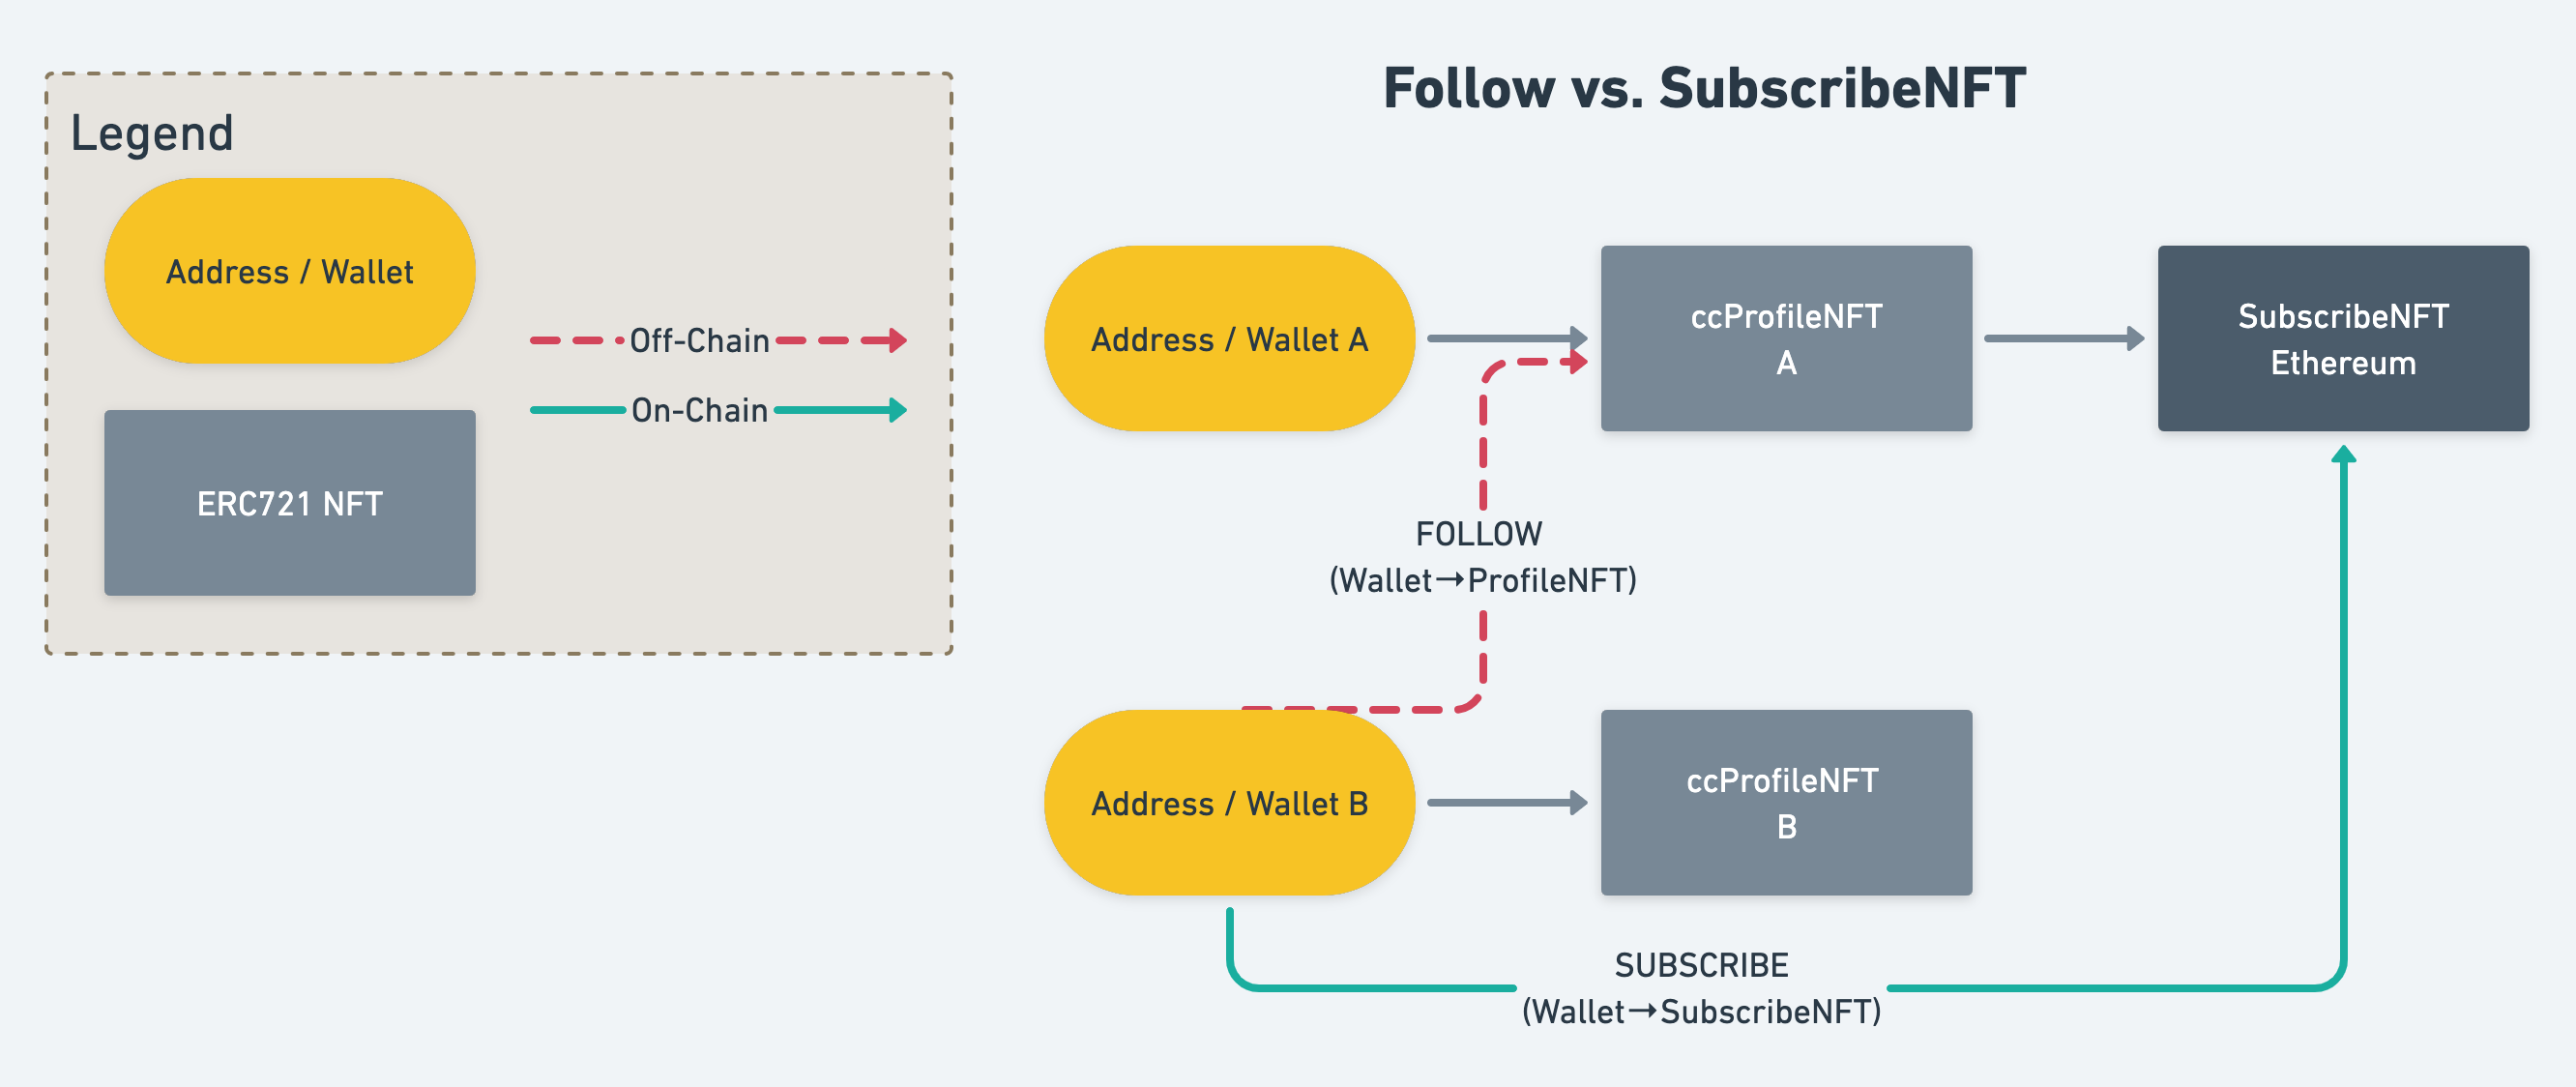 Follow vs. SubscribeNFT
Legend
Address / Wallet
ERC721 NFT
Off-Chain
On-Chain
Address / Wallet A
ccProfileNFT
A
SubscribeNFT
Ethereum
FOLLOW
(Wallet→ProfileNFT)
Address / Wallet B
ccProfileNFT
B
SUBSCRIBE
(Wallet→SubscribeNFT)